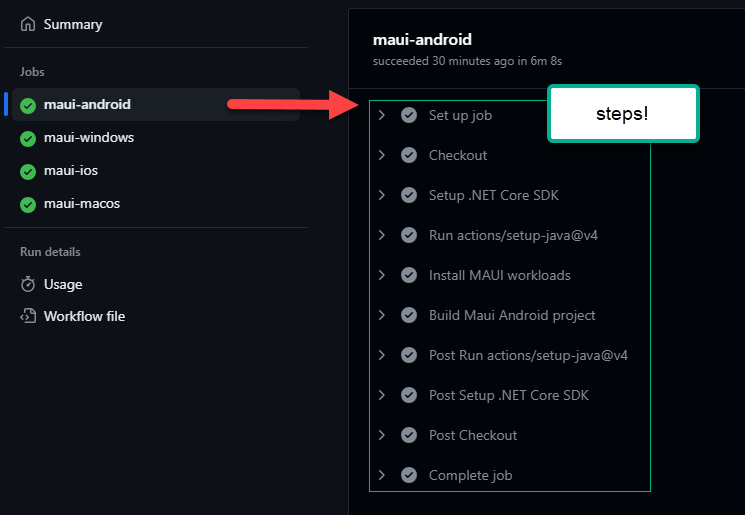 Summary
Jobs
maui-android
maui-windows
maui-ios
maui-macos
Run details
Usage
Workflow file
maui-android
succeeded 30 minutes ago in 6m 8s
steps!
Set up job
Checkout
Setup .NET Core SDK
Run actions/setup-java@v4
Install MAUI workloads
Build Maui Android project
Post Run actions/setup-java@v4
Post Setup .NET Core SDK
Post Checkout
Complete job